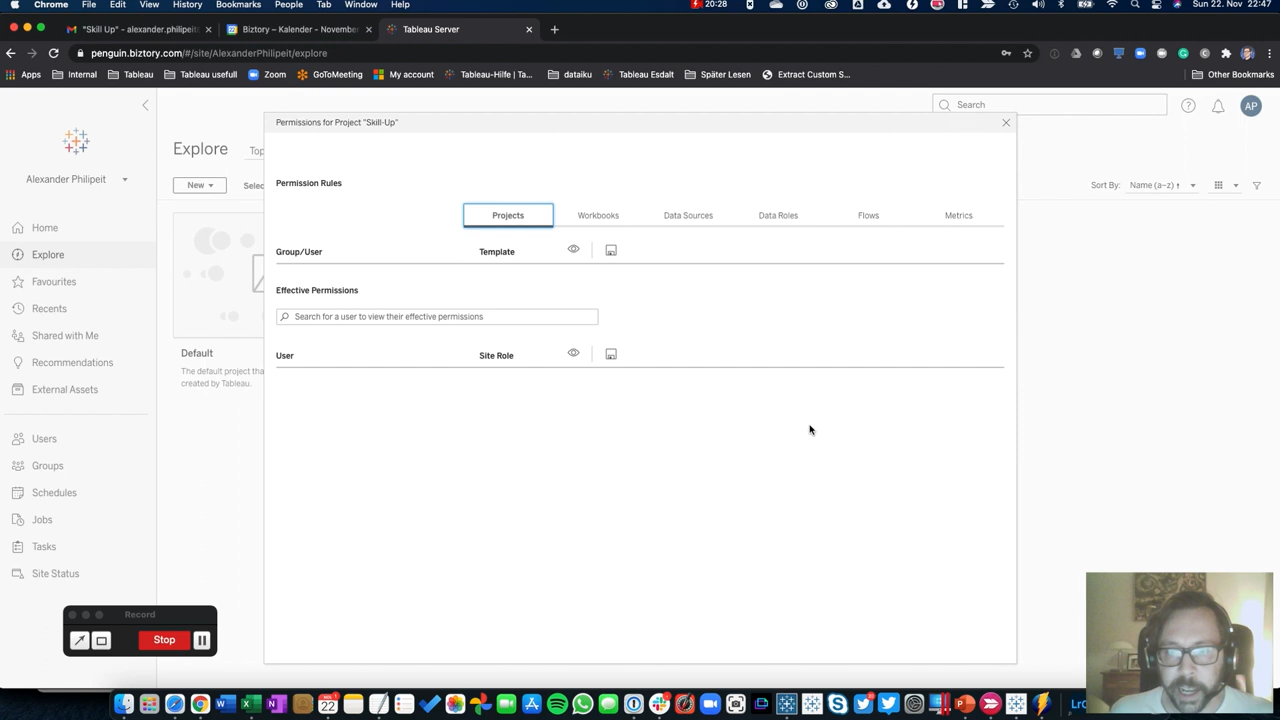 Chrome File Edit View History Bookmarks People Tab Window Help
20:28
Sun 22. Nov 22:47
"Skill Up" – alexander.philipeit
Biztory – Kalender - November
Tableau Server
penguin.biztory.com/#/site/AlexanderPhilipeit/explore
Apps Internal Tableau Tableau usefull Zoom GoToMeeting My account Tableau-Hilfe | Ta... dataiku Tableau Esdalt Später Lesen Extract Custom S... Other Bookmarks
Permissions for Project "Skill-Up"
Search
AP
Explore
Top
Alexander Philipeit
New
Selec
Sort By: Name (a–z)
Home
Explore
Favourites
Recents
Shared with Me
Recommendations
External Assets
Users
Groups
Schedules
Jobs
Tasks
Site Status
Default
The default project tha
created by Tableau.
Permission Rules
Projects Workbooks Data Sources Data Roles Flows Metrics
Group/User Template
Effective Permissions
Search for a user to view their effective permissions
User Site Role
Record
Stop
22